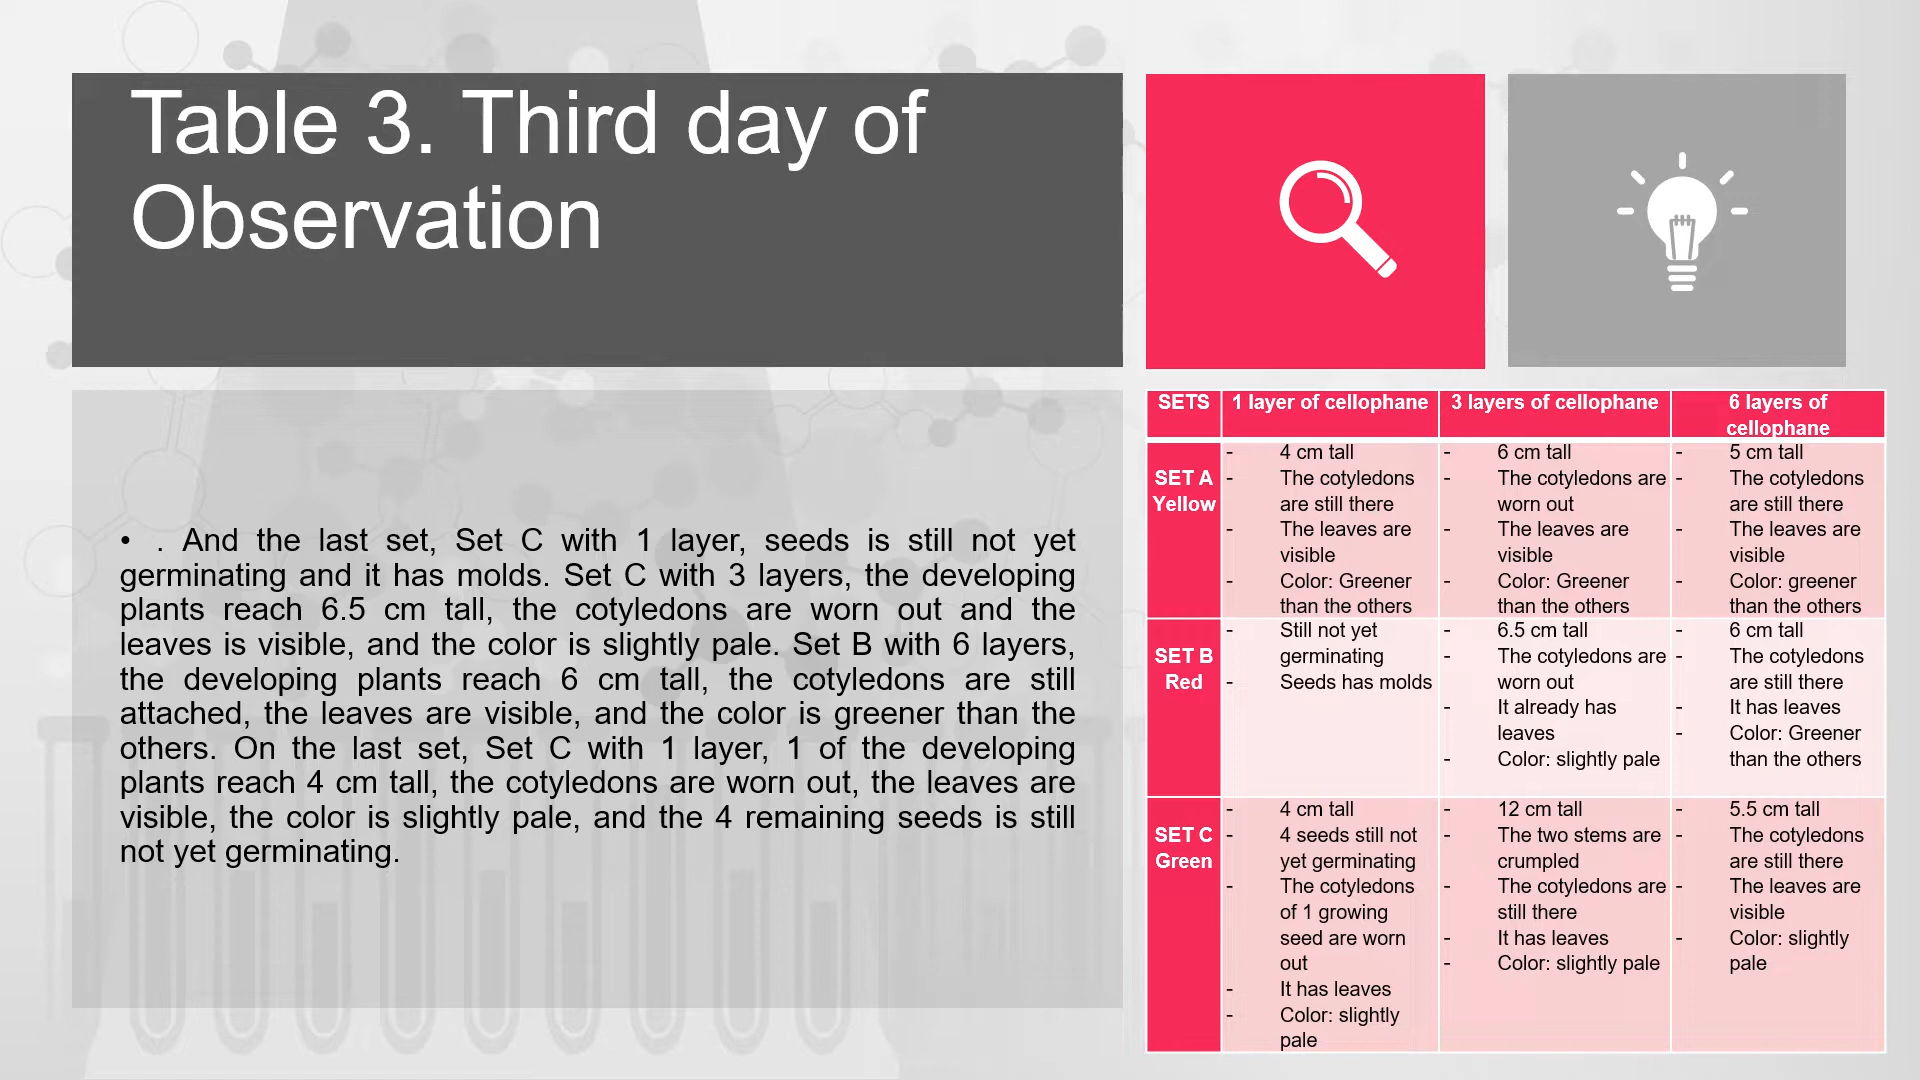 Table 3. Third day of
Observation
• . And the last set, Set C with 1 layer, seeds is still not yet
germinating and it has molds. Set C with 3 layers, the developing
plants reach 6.5 cm tall, the cotyledons are worn out and the
leaves is visible, and the color is slightly pale. Set B with 6 layers,
the developing plants reach 6 cm tall, the cotyledons are still
attached, the leaves are visible, and the color is greener than the
others. On the last set, Set C with 1 layer, 1 of the developing
plants reach 4 cm tall, the cotyledons are worn out, the leaves are
visible, the color is slightly pale, and the 4 remaining seeds is still
not yet germinating.
SETS
1 layer of cellophane
3 layers of cellophane
6 layers of
cellophane
SET A
Yellow
- 4 cm tall
- The cotyledons
are still there
- The leaves are
visible
- Color: Greener
than the others
- 6 cm tall
- The cotyledons are
worn out
- The leaves are
visible
- Color: Greener
than the others
- 5 cm tall
- The cotyledons
are still there
- The leaves are
visible
- Color: greener
than the others
SET B
Red
- Still not yet
germinating
- Seeds has molds
- 6.5 cm tall
- The cotyledons are
worn out
- It already has
leaves
- Color: slightly pale
- 6 cm tall
- The cotyledons
are still there
- It has leaves
- Color: Greener
than the others
SET C
Green
- 4 cm tall
- 4 seeds still not
yet germinating
- The cotyledons
of 1 growing
seed are worn
out
- It has leaves
- Color: slightly
pale
- 12 cm tall
- The two stems are
crumpled
- The cotyledons are
still there
- It has leaves
- Color: slightly pale
- 5.5 cm tall
- The cotyledons
are still there
- The leaves are
visible
- Color: slightly
pale